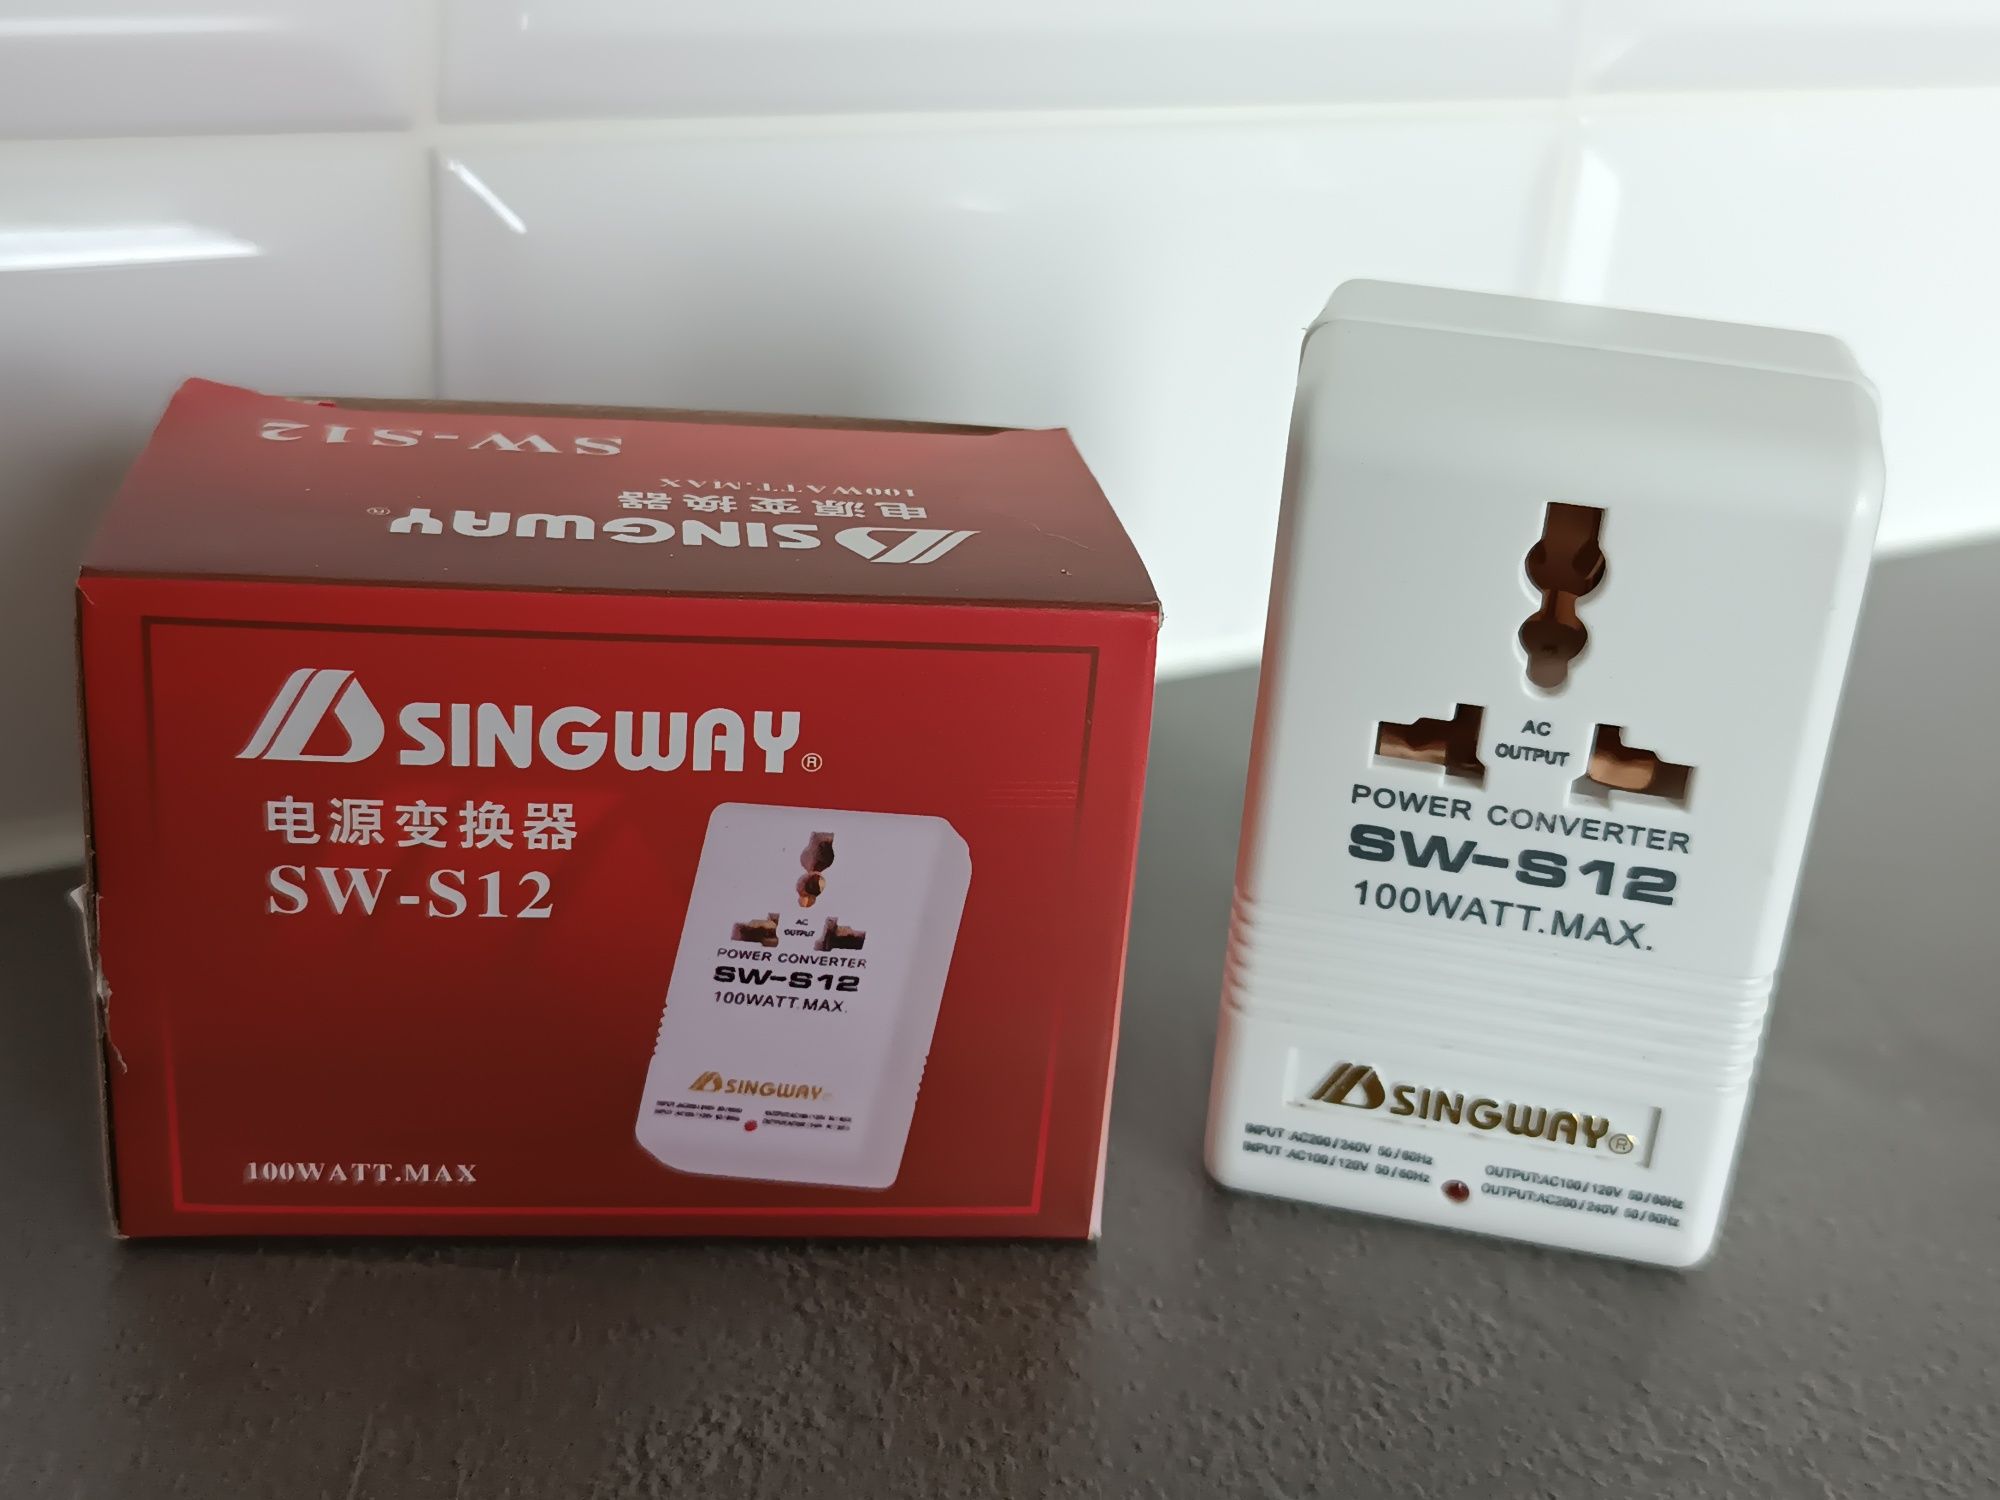 SINGWAY®
电源变换器
100WATT.MAX
SW-S12
SINGWAY®
电源变换器
SW-S12
100WATT.MAX
AC
OUTPUT
POWER CONVERTER
SW-S12
100WATT.MAX.
SINGWAY
AC
OUTPUT
POWER CONVERTER
SW-S12
100WATT.MAX.
SINGWAY®
INPUT :AC200/240V 50/60Hz
INPUT :AC100/120V 50/60Hz
OUTPUT:AC100/120V 50/60Hz
OUTPUT:AC200/240V 50/60Hz